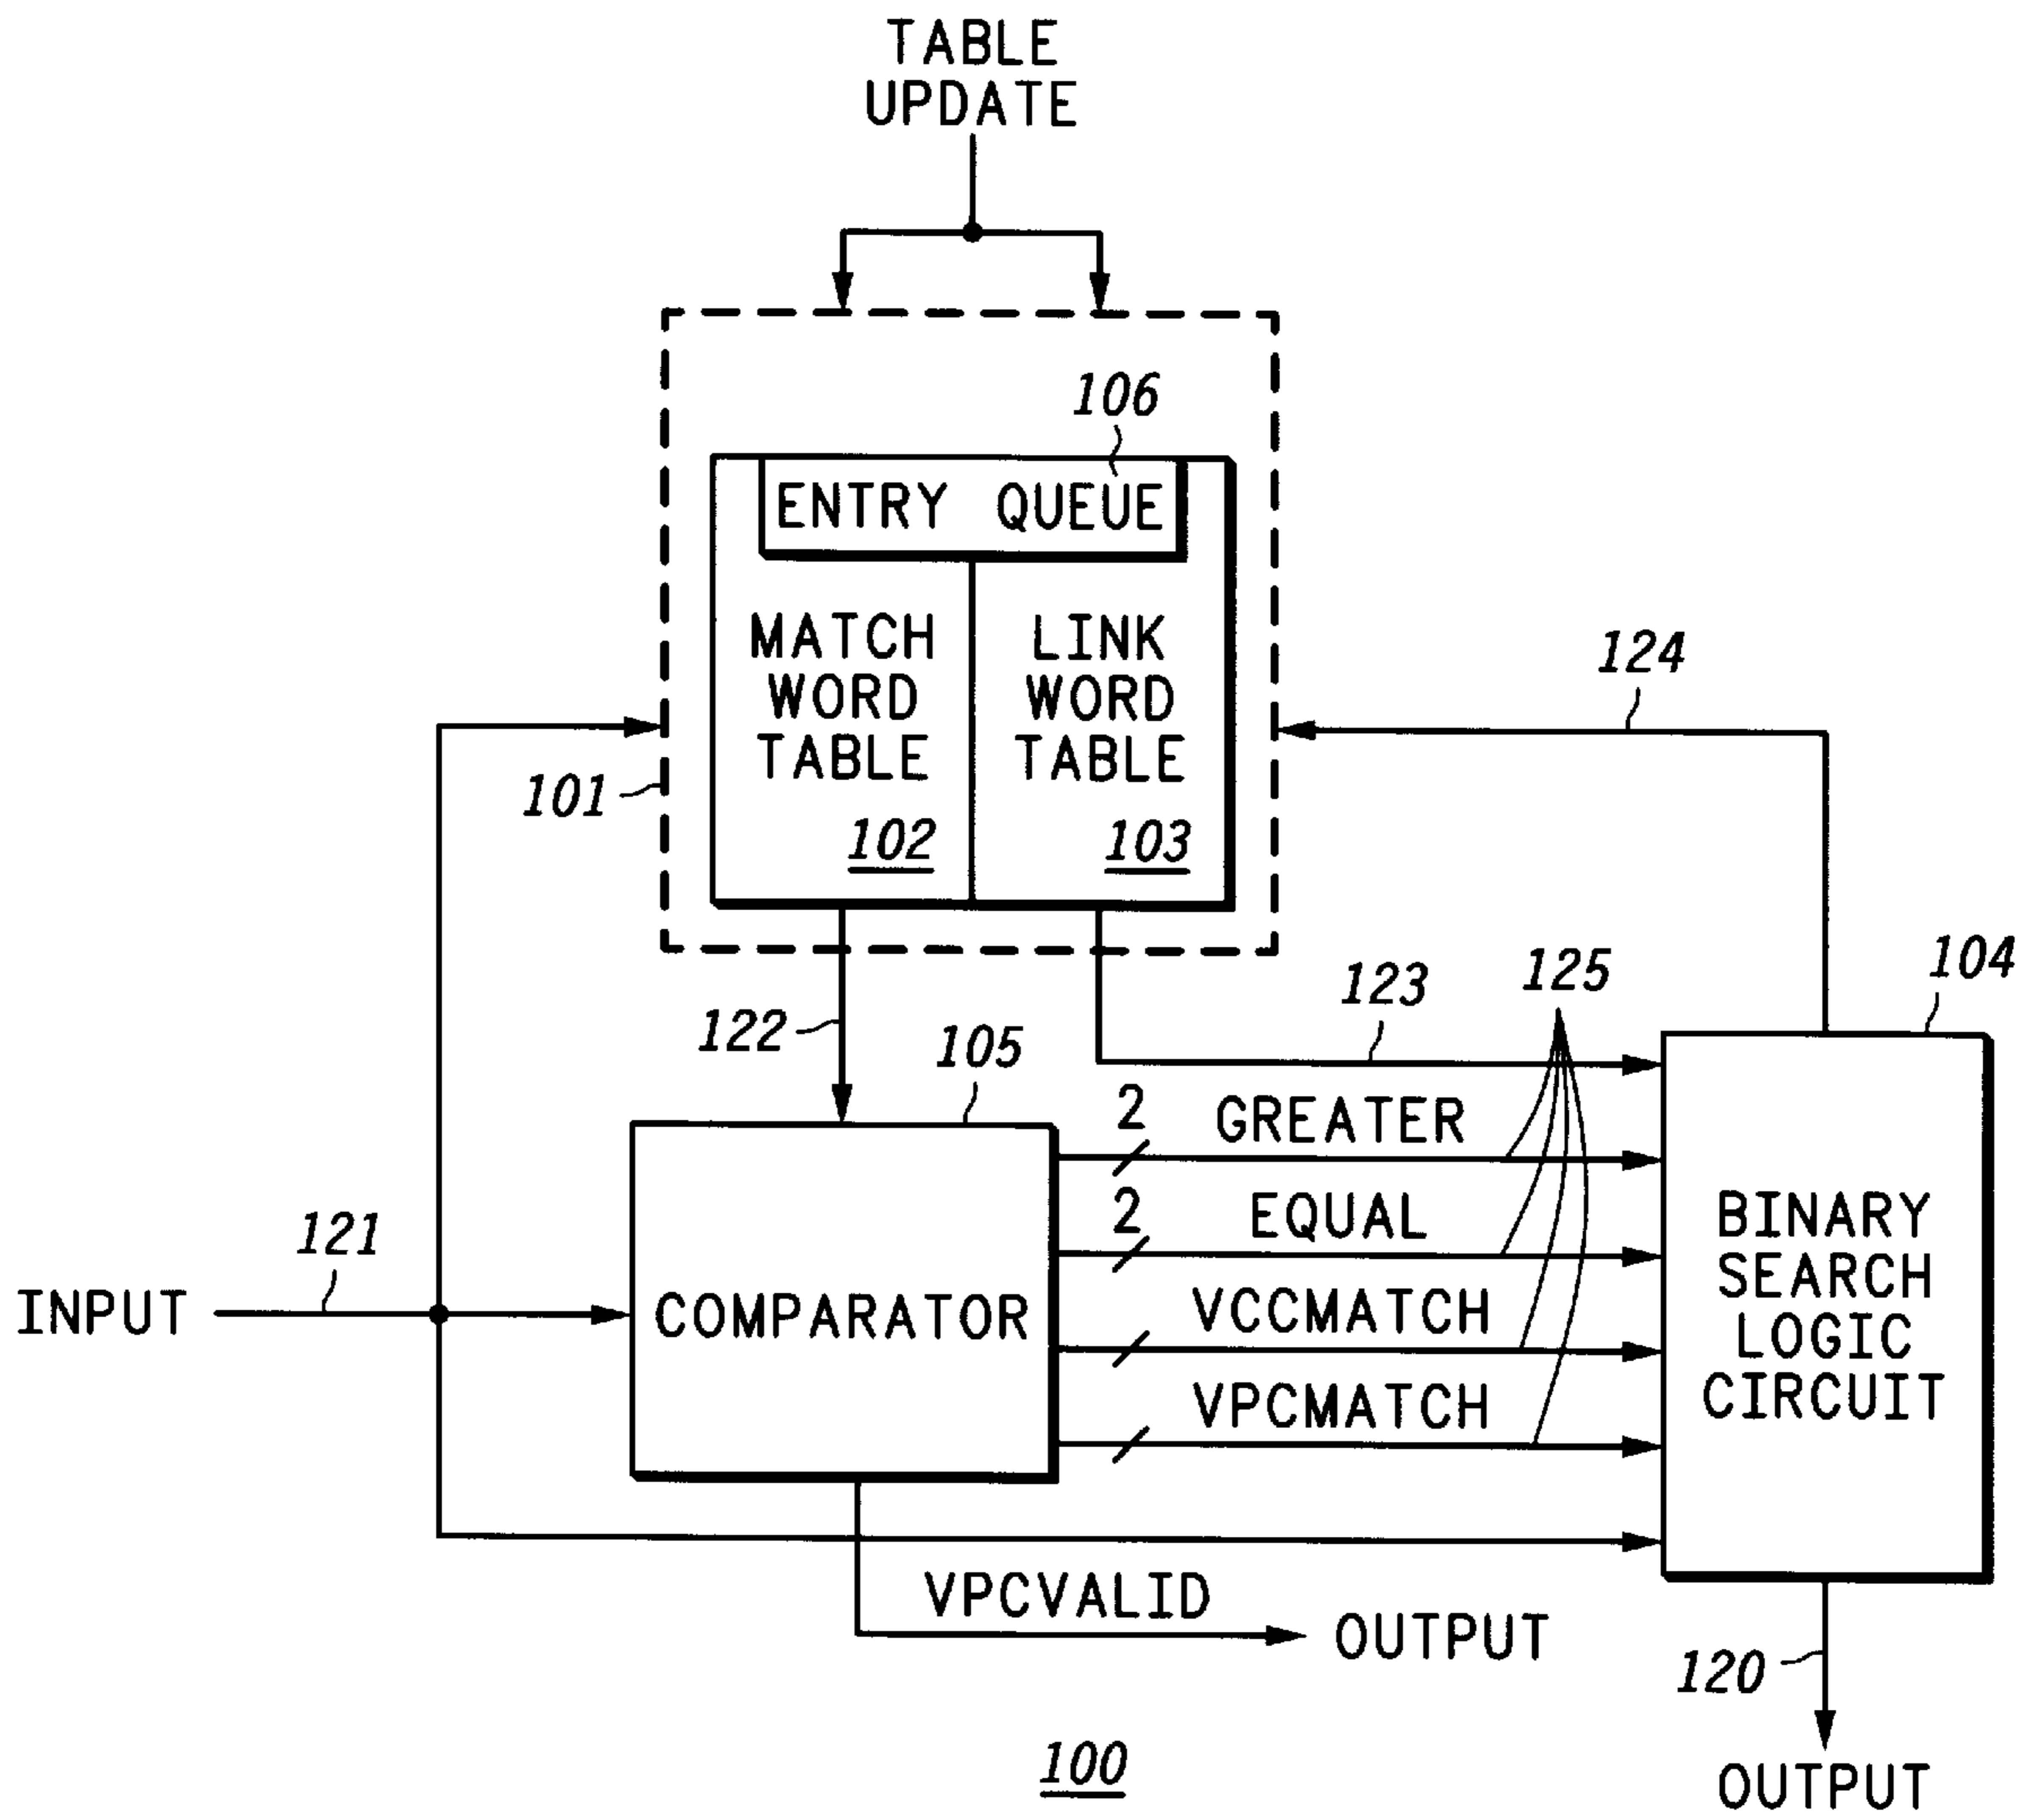 TABLE
UPDATE
106
ENTRY QUEUE
MATCH
WORD
TABLE
102
LINK
WORD
TABLE
103
101
124
122
123
125
104
105
2
GREATER
2
EQUAL
VCCMATCH
VPCMATCH
121
INPUT
COMPARATOR
BINARY
SEARCH
LOGIC
CIRCUIT
VPCVALID
OUTPUT
120
OUTPUT
100